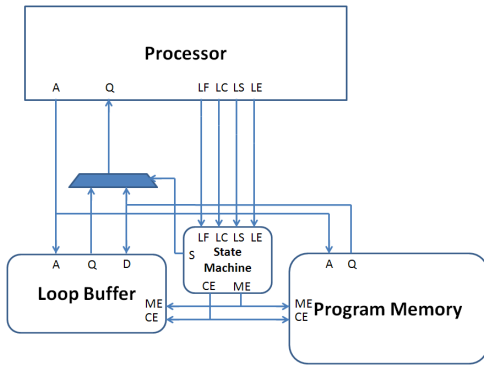 Processor
A Q LF LC LS LE
LF LC LS LE
S State
Machine
CE ME
A Q D
Loop Buffer
ME
CE
A Q
ME
CE
Program Memory